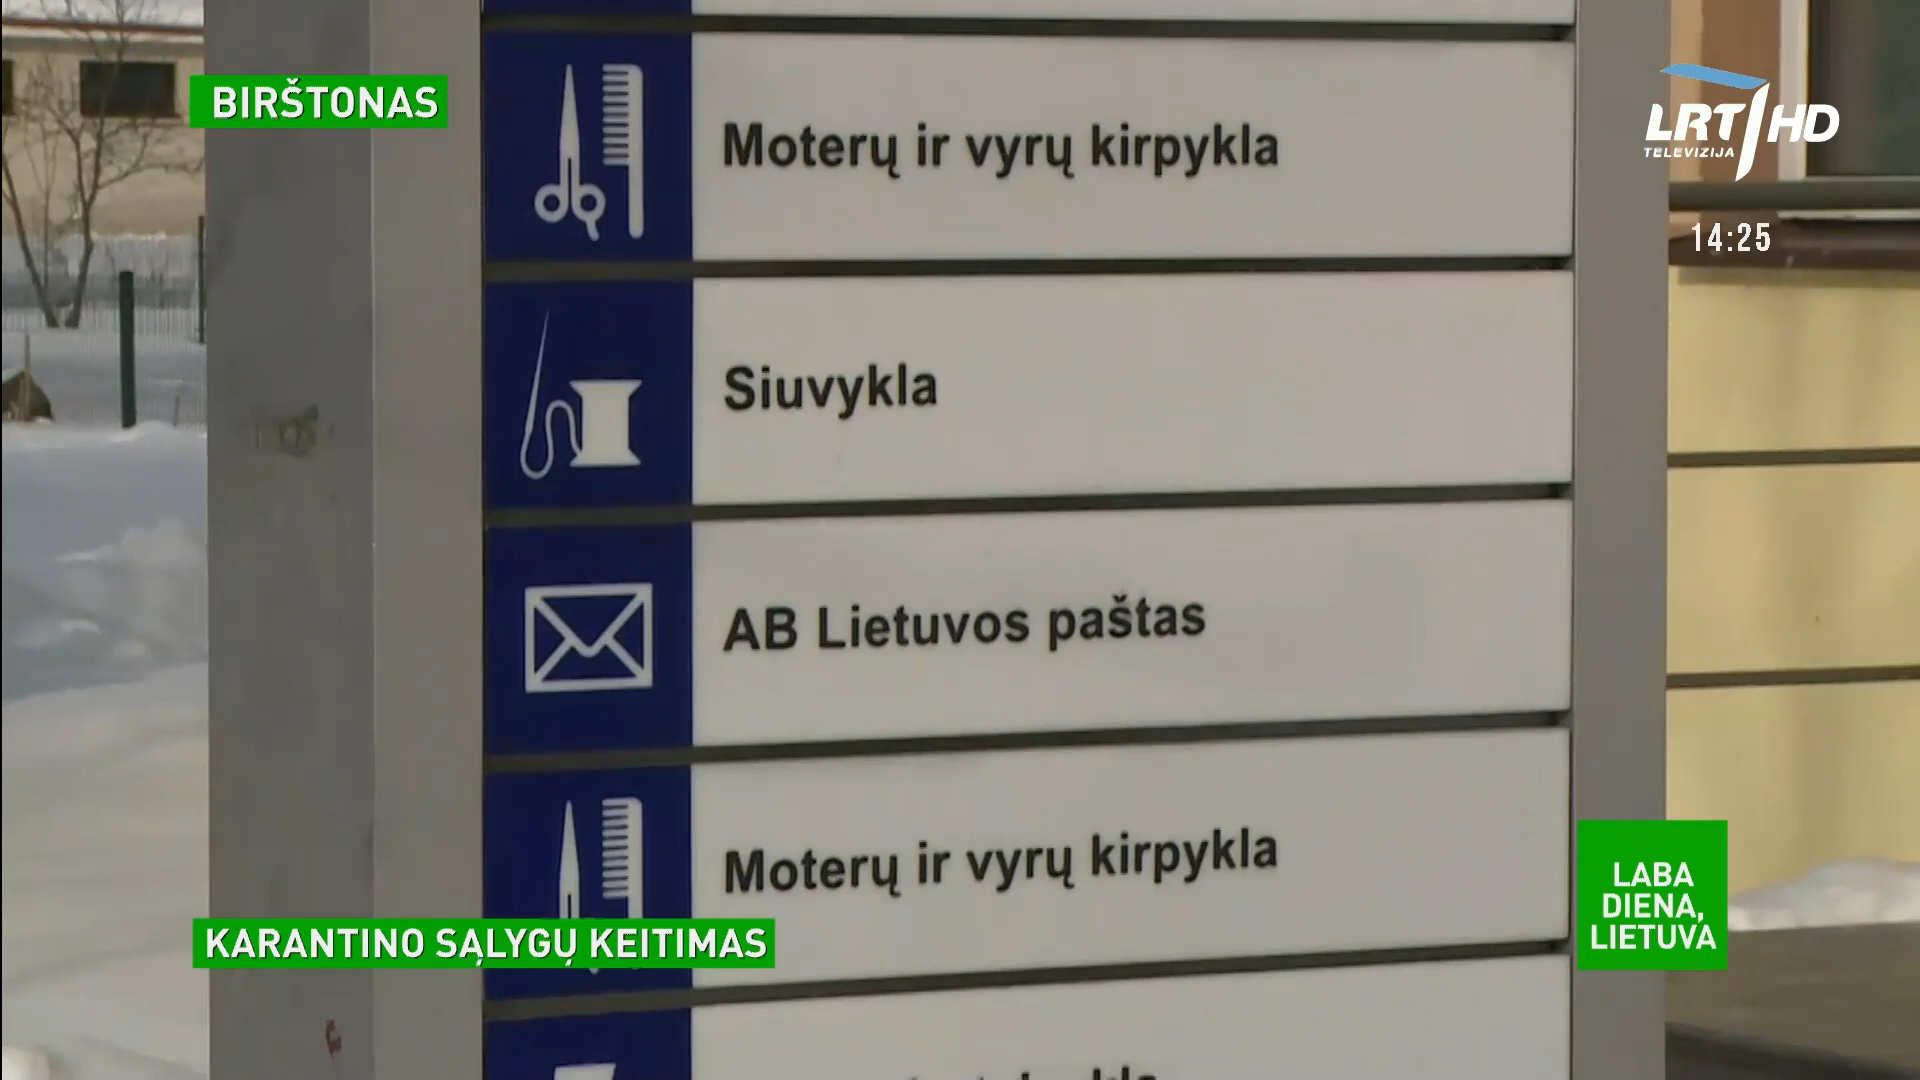 BIRŠTONAS
LRT HD
TELEVIZIJA
14:25
Moterų ir vyrų kirpykla
Siuvykla
AB Lietuvos paštas
Moterų ir vyrų kirpykla
KARANTINO SĄLYGŲ KEITIMAS
LABA
DIENA,
LIETUVA